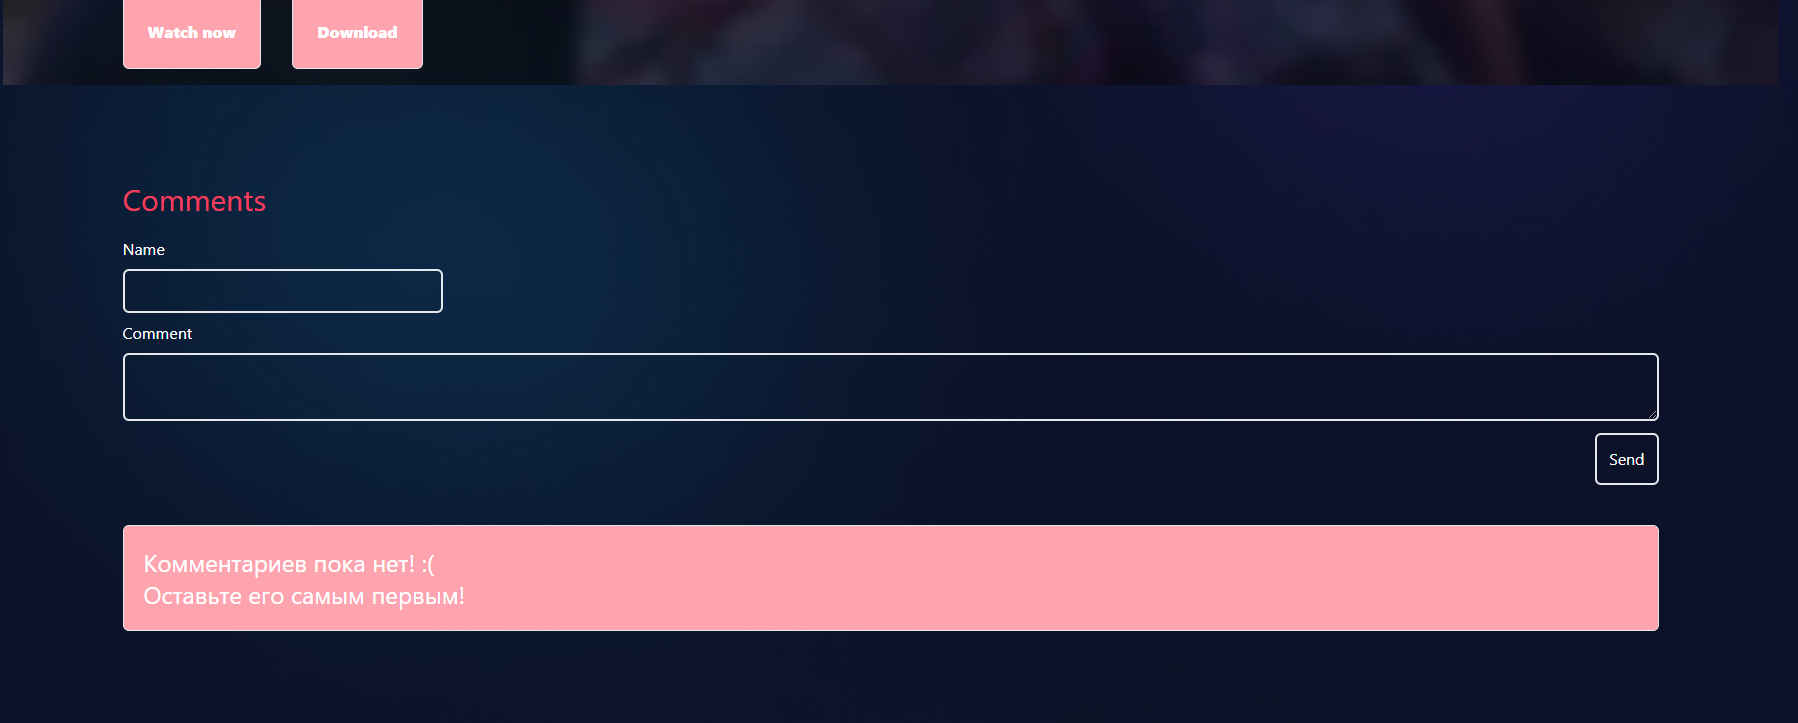 Watch now
Download
Comments
Name
Comment
Send
Комментариев пока нет! :(
Оставьте его самым первым!